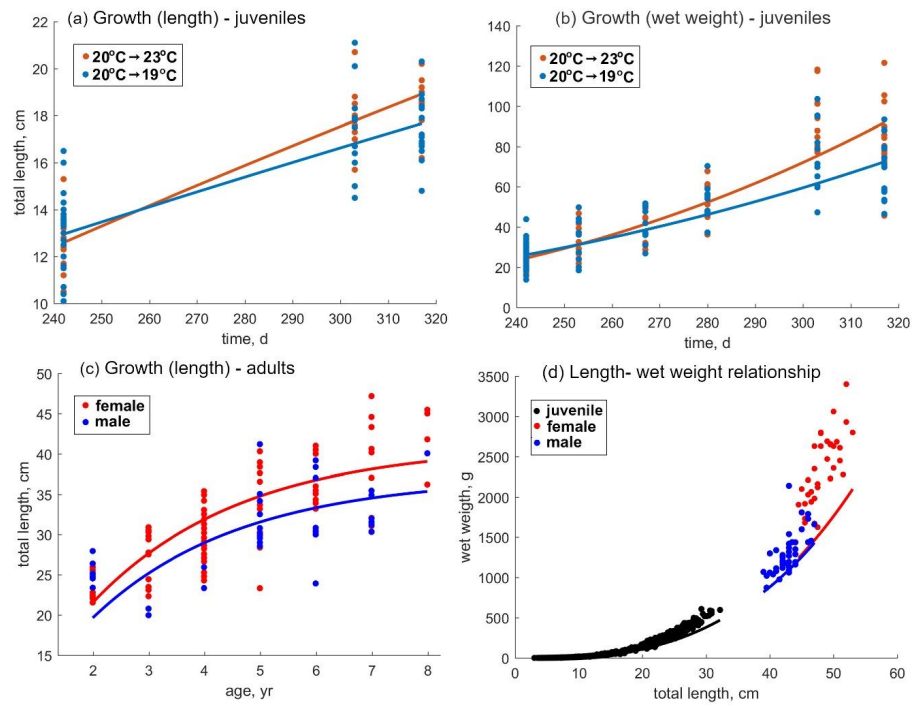 (a) Growth (length) - juveniles
22
20
18
16
14
12
10
total length, cm
20°C→23°C
20°C→19°C
240 250 260 270 280 290 300 310 320
time, d
(b) Growth (wet weight) - juveniles
140
120
100
80
60
40
20
0
total length, cm
20°C→23°C
20°C→19°C
240 250 260 270 280 290 300 310 320
time, d
(c) Growth (length) - adults
50
45
40
35
30
25
20
15
total length, cm
female
male
2 3 4 5 6 7 8
age, yr
(d) Length- wet weight relationship
3500
3000
2500
2000
1500
1000
500
0
wet weigth, g
juvenile
female
male
0 10 20 30 40 50 60
total length, cm